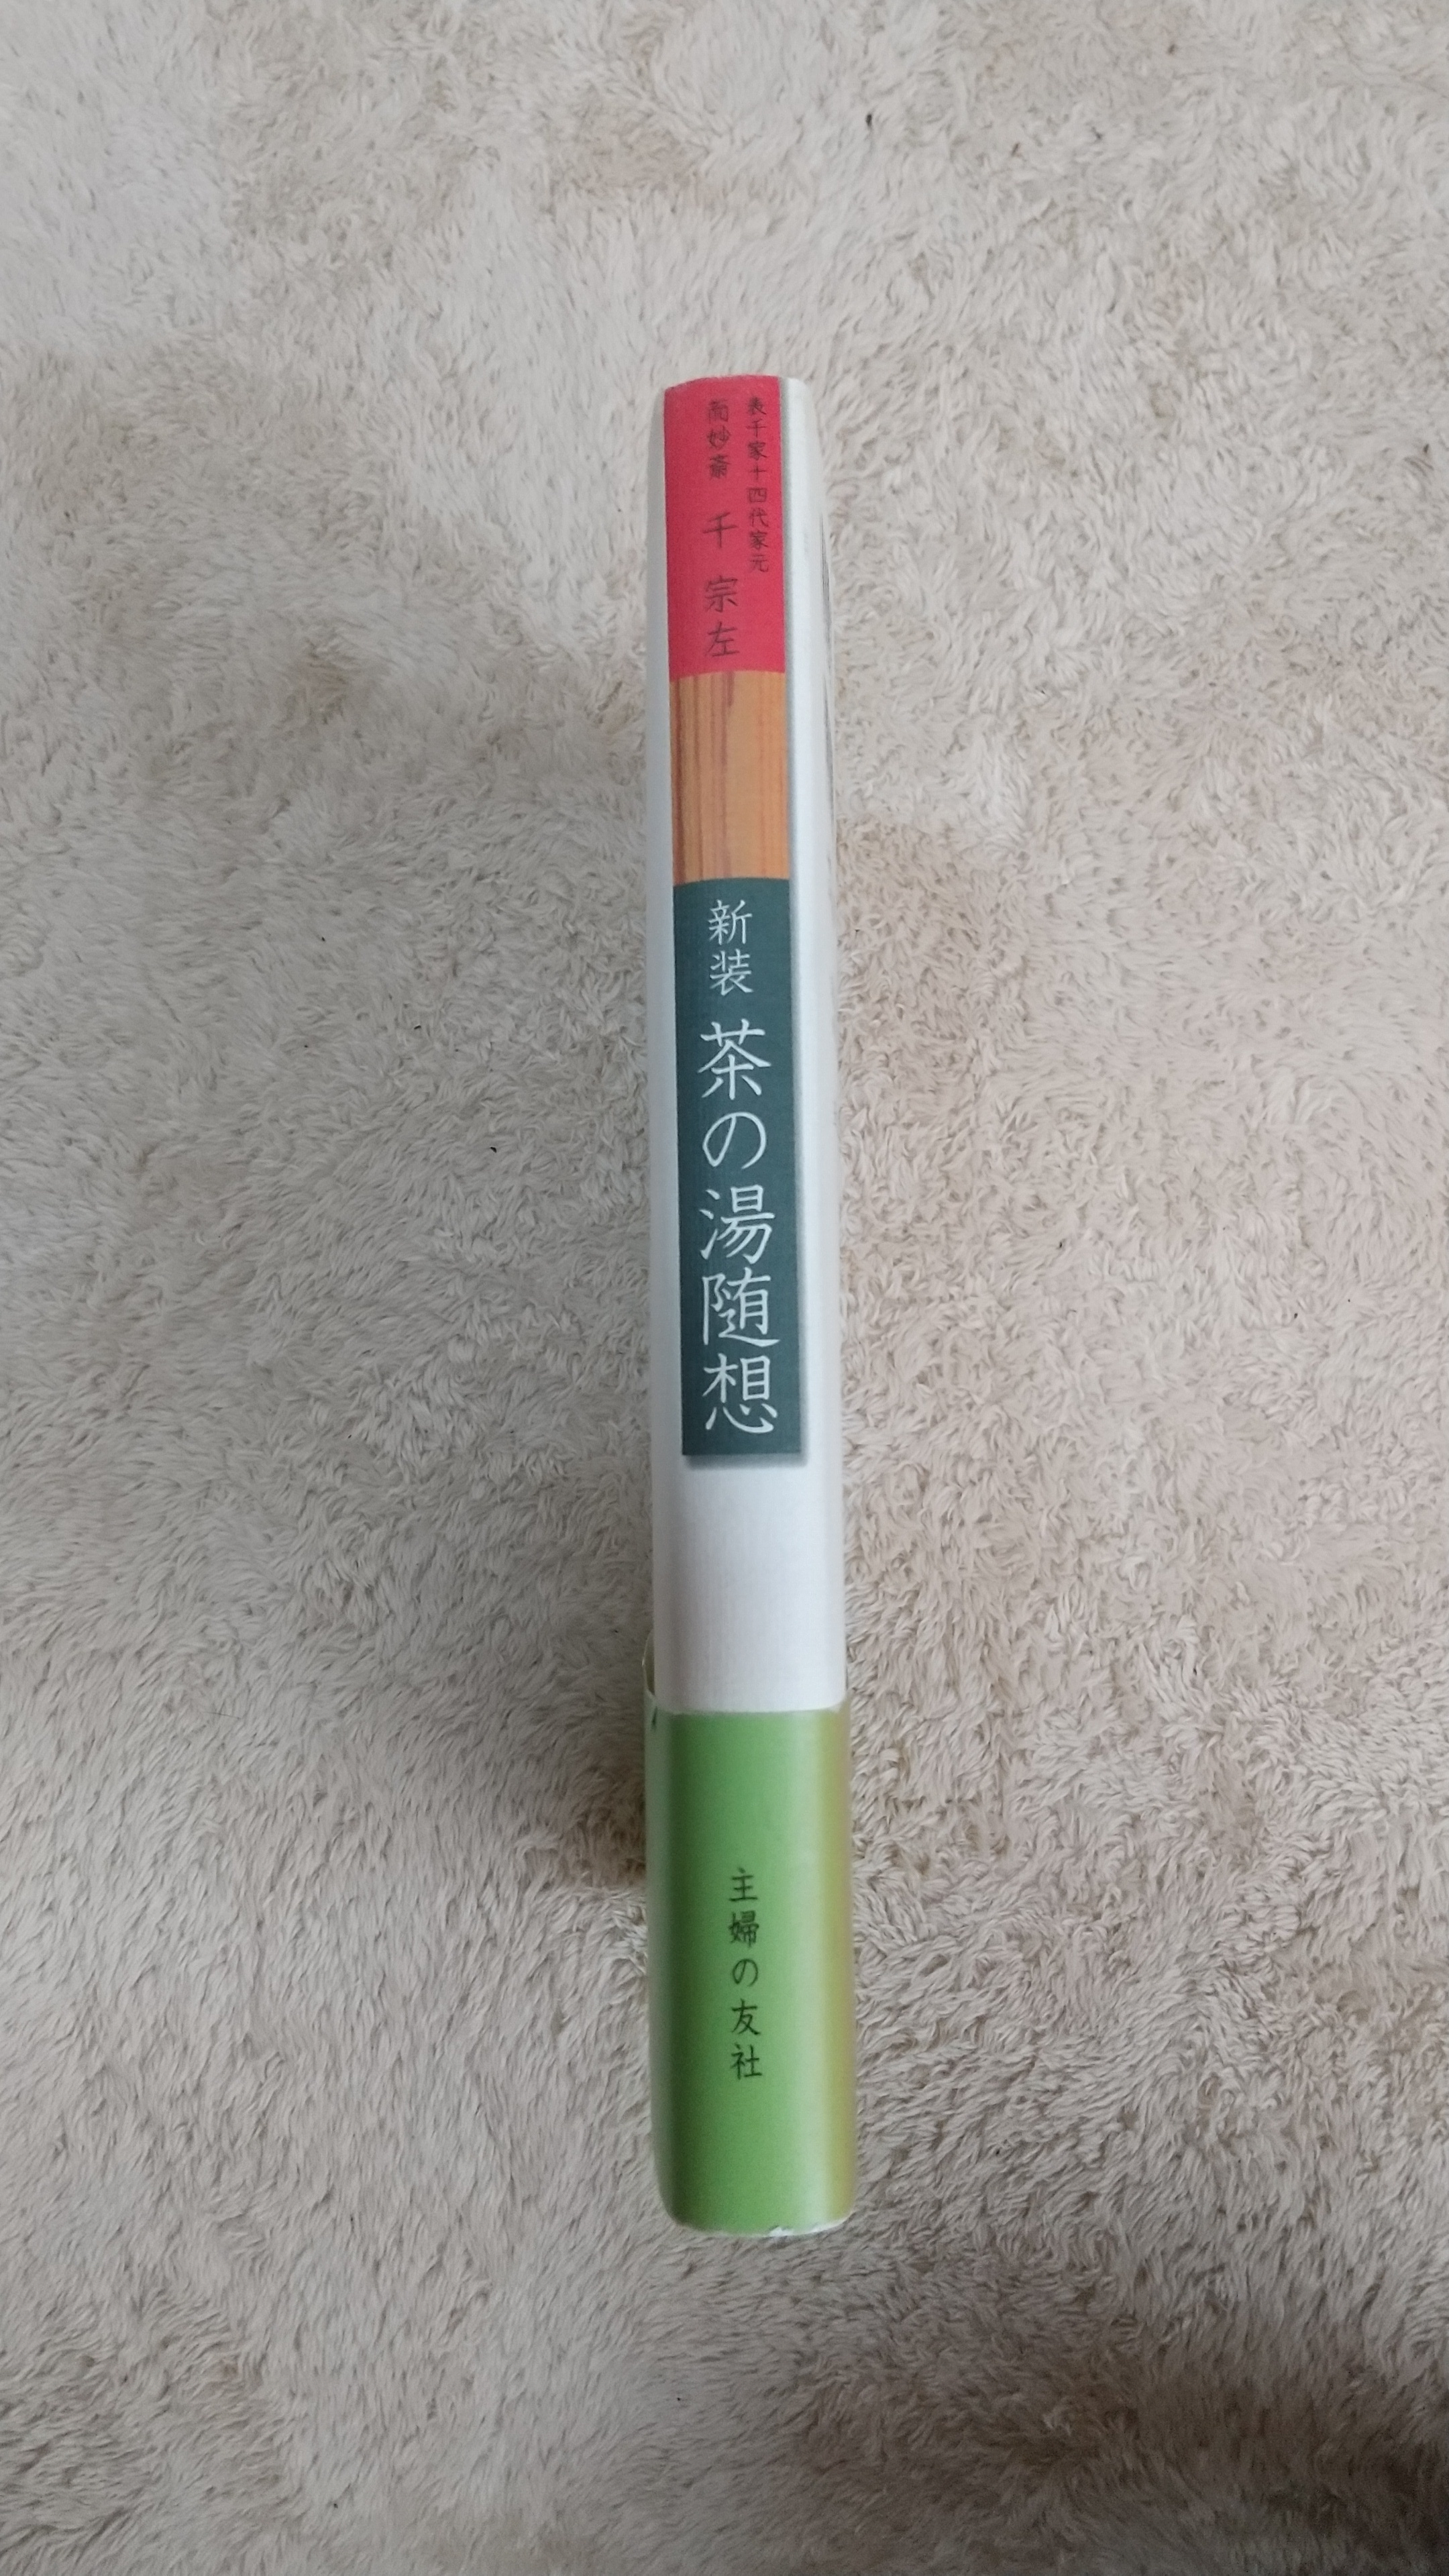 表千家十四代家元
而妙斎 千宗左
新装 茶の湯随想
主婦の友社